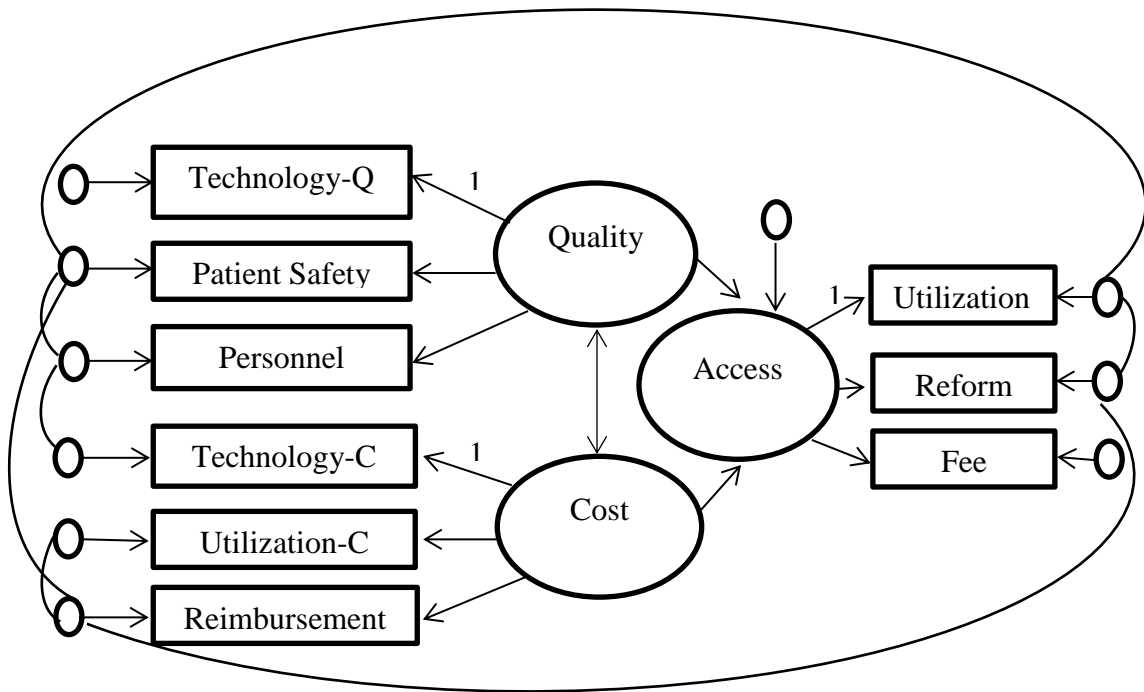 Technology-Q
1
Quality
Patient Safety
Utilization
1
Personnel
Access
Reform
Technology-C
1
Fee
Cost
Utilization-C
Reimbursement